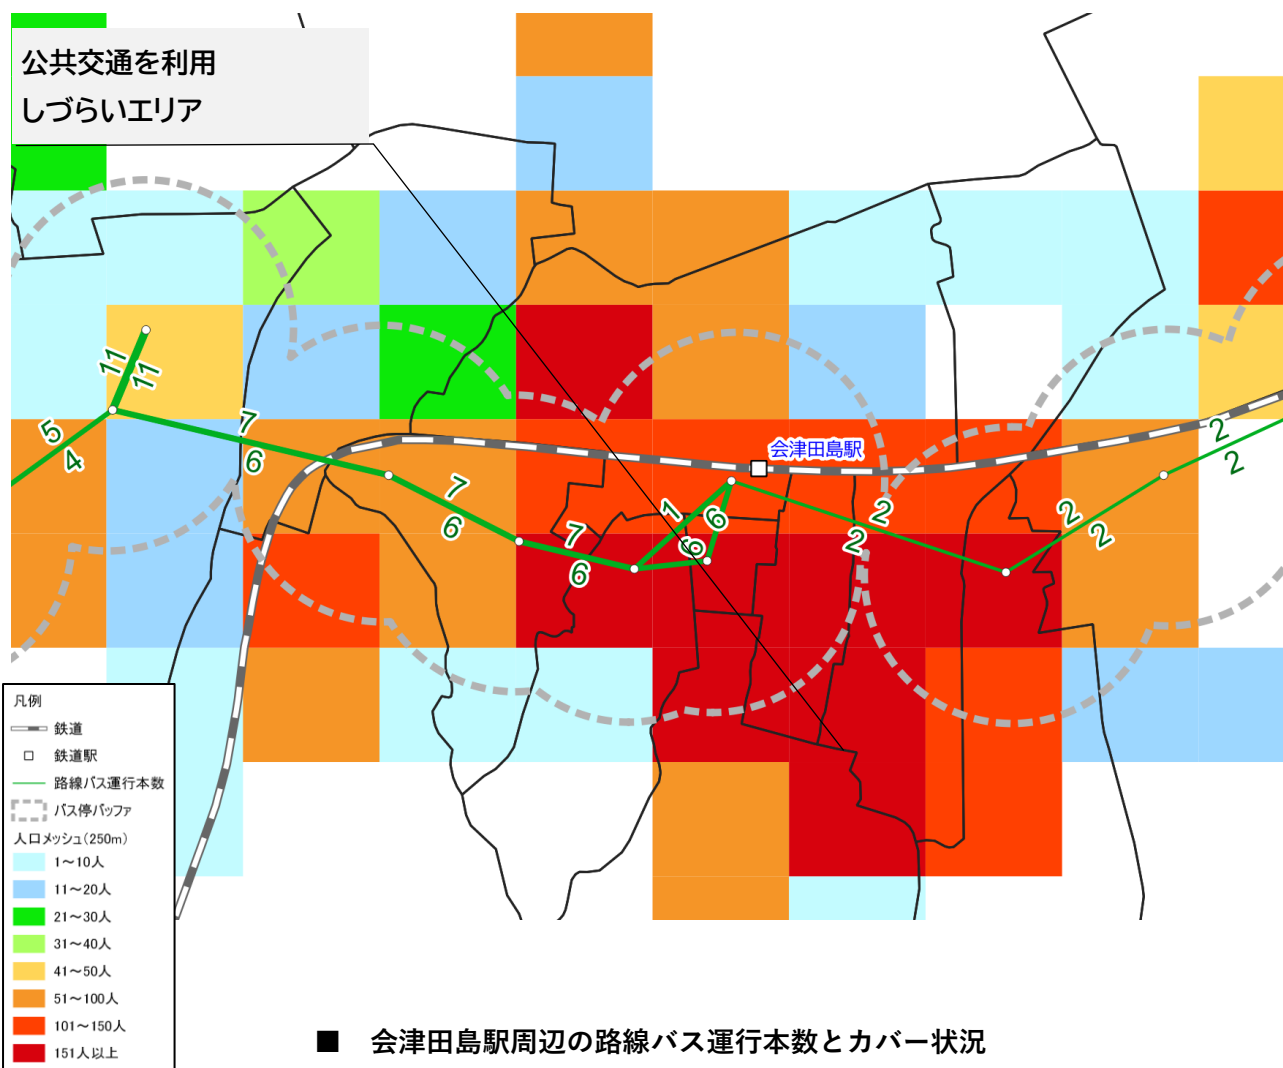 公共交通を利用
しづらいエリア
会津田島駅
11
11
5
4
7
6
7
6
7
6
1
6
6
2
2
2
2
2
2
凡例
鉄道
鉄道駅
路線バス運行本数
バス停バッファ
人口メッシュ(250m)
1～10人
11～20人
21～30人
31～40人
41～50人
51～100人
101～150人
151人以上
■ 会津田島駅周辺の路線バス運行本数とカバー状況